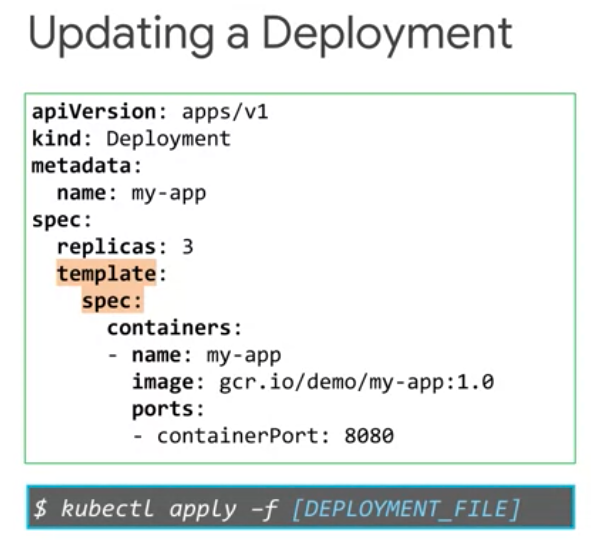 Updating a Deployment
apiVersion: apps/v1
kind: Deployment
metadata:
  name: my-app
spec:
  replicas: 3
  template:
    spec:
      containers:
      - name: my-app
        image: gcr.io/demo/my-app:1.0
        ports:
        - containerPort: 8080
$ kubectl apply –f [DEPLOYMENT_FILE]